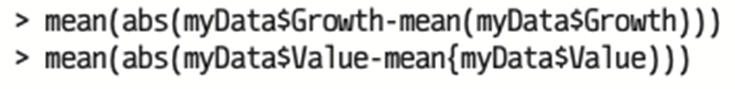 > mean(abs(myData$Growth-mean(myData$Growth)))
> mean(abs(myData$Value-mean{myData$Value)))